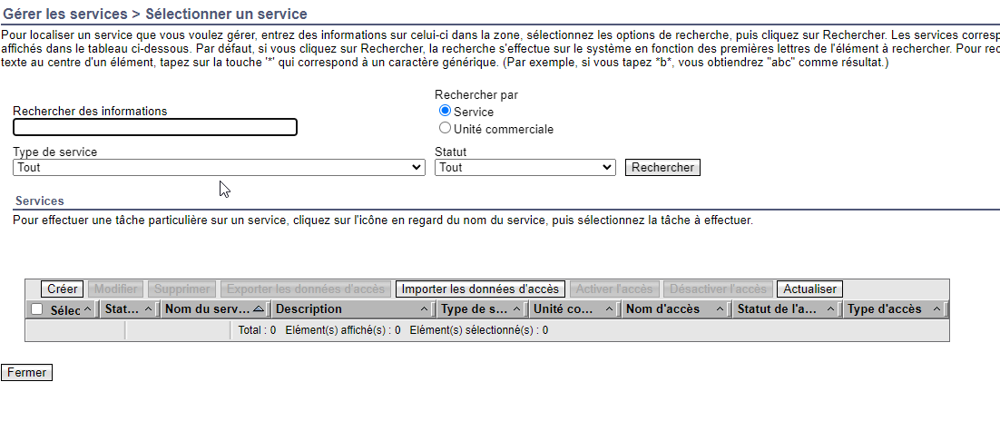 Gérer les services > Sélectionner un service
Pour localiser un service que vous voulez gérer, entrez des informations sur celui-ci dans la zone, sélectionnez les options de recherche, puis cliquez sur Rechercher. Les services corresp
affichés dans le tableau ci-dessous. Par défaut, si vous cliquez sur Rechercher, la recherche s'effectue sur le système en fonction des premières lettres de l'élément à rechercher. Pour rec
texte au centre d'un élément, tapez sur la touche '*' qui correspond à un caractère générique. (Par exemple, si vous tapez *b*, vous obtiendrez "abc" comme résultat.)
Rechercher par
Rechercher des informations
Service
Unité commerciale
Type de service Statut
Tout Tout Rechercher
Services
Pour effectuer une tâche particulière sur un service, cliquez sur l'icône en regard du nom du service, puis sélectionnez la tâche à effectuer.
Créer Modifier Supprimer Exporter les données d'accès Importer les données d'accès Activer l'accès Désactiver l'accès Actualiser
Sélec Stat... Nom du serv... Description Type de s... Unité co... Nom d'accès Statut de l'a... Type d'accès
Total : 0 Elément(s) affiché(s) : 0 Elément(s) sélectionné(s) : 0
Fermer